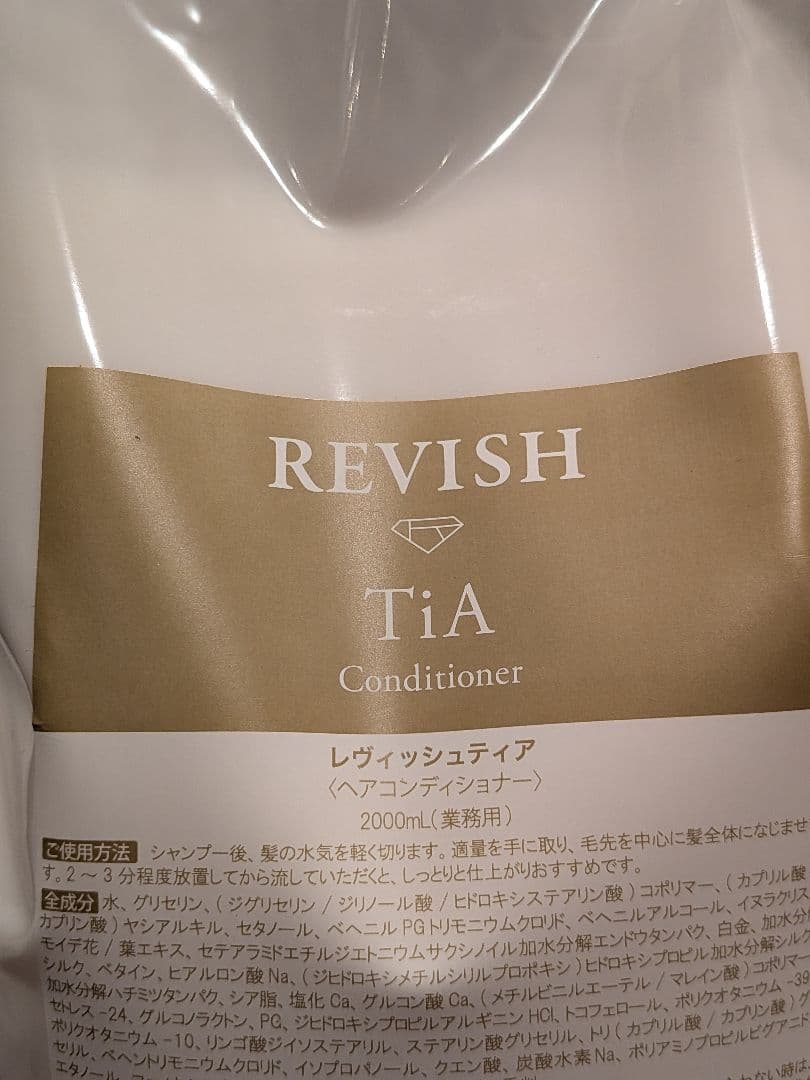 REVISH
TiA
Conditioner
レヴィッシュティア
〈ヘアコンディショナー〉
2000mL(業務用)
ご使用方法 シャンプー後、髪の水気を軽く切ります。適量を手に取り、毛先を中心に髪全体になじませ
す。2～3分程度放置してから流していただくと、しっとりと仕上がりおすすめです。
全成分 水、グリセリン、(ジグリセリン/ジリノール酸/ヒドロキシステアリン酸)コポリマー、(カプリル酸
カプリン酸)ヤシアルキル、セタノール、ベヘニルPGトリモニウムクロリド、ベヘニルアルコール、イヌラクリス
モイデ花/葉エキス、セテアラミドエチルジエトニウムサクシノイル加水分解エンドウタンパク、白金、加水分
シルク、ベタイン、ヒアルロン酸Na、(ジヒドロキシメチルシリルプロポキシ)ヒドロキシプロピル加水分解シルク
加水分解ハチミツタンパク、シア脂、塩化Ca、グルコン酸Ca、(メチルビニルエーテル/マレイン酸)コポリマー
セトレス-24、グルコノラクトン、PG、ジヒドロキシプロピルアルギニンHCl、トコフェロール、ポリクオタニウム-39
ポリクオタニウム-10、リンゴ酸ジイソステアリル、ステアリン酸グリセリル、トリ(カプリル酸/カプリン酸)グ
セリル、ベヘントリモニウムクロリド、イソプロパノール、クエン酸、炭酸水素Na、ポリアミノプロピルビグアニド
エタノール、